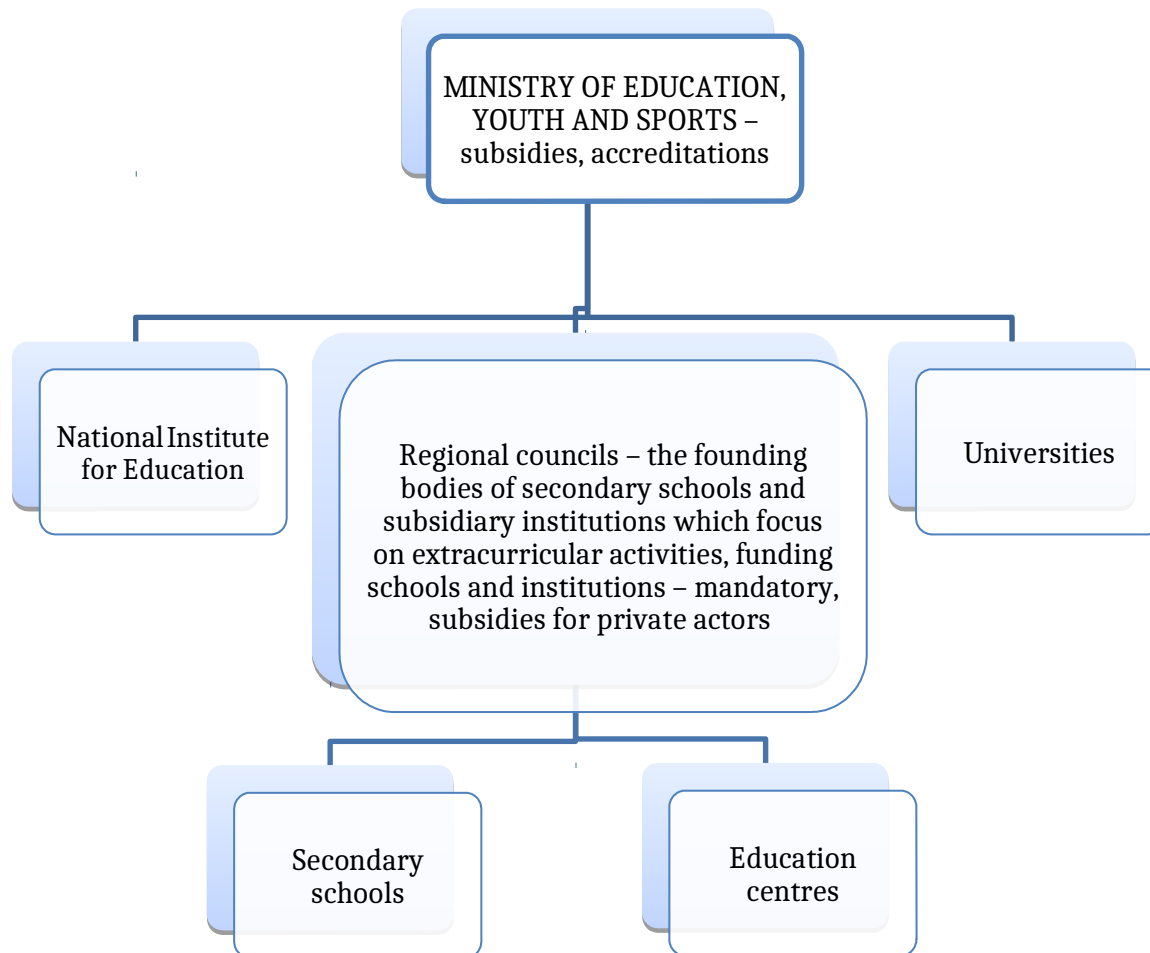 MINISTRY OF EDUCATION,
YOUTH AND SPORTS –
subsidies, accreditations
National Institute
for Education
Regional councils – the founding
bodies of secondary schools and
subsidiary institutions which focus
on extracurricular activities, funding
schools and institutions – mandatory,
subsidies for private actors
Universities
Secondary
schools
Education
centres